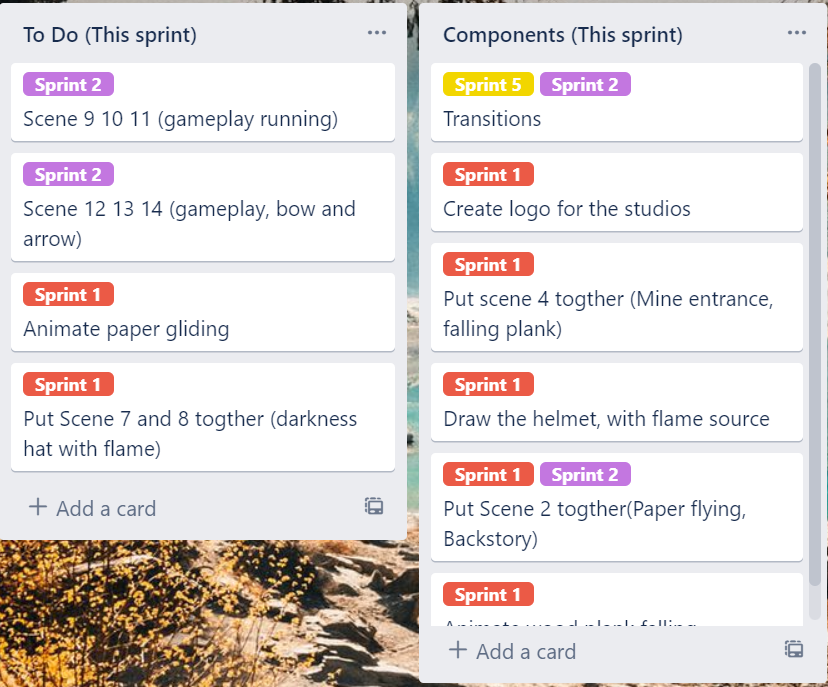 To Do (This sprint)
Sprint 2
Scene 9 10 11 (gameplay running)
Sprint 2
Scene 12 13 14 (gameplay, bow and
arrow)
Sprint 1
Animate paper gliding
Sprint 1
Put Scene 7 and 8 togther (darkness
hat with flame)
Add a card
Components (This sprint)
Sprint 5 Sprint 2
Transitions
Sprint 1
Create logo for the studios
Sprint 1
Put scene 4 togther (Mine entrance,
falling plank)
Sprint 1
Draw the helmet, with flame source
Sprint 1 Sprint 2
Put Scene 2 togther(Paper flying,
Backstory)
Sprint 1
Animate wood plank falling
Add a card